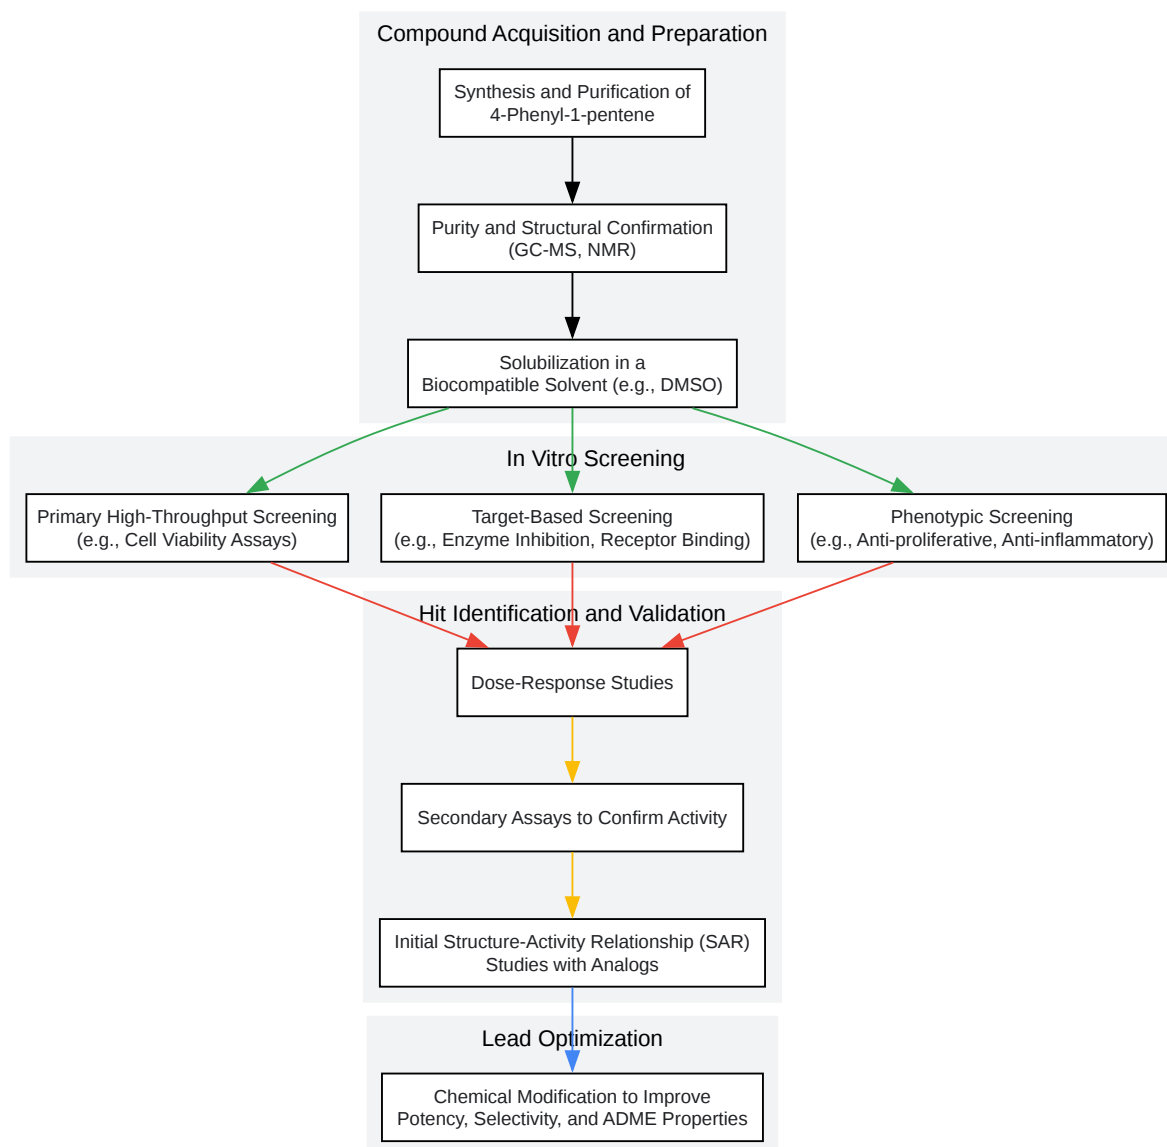 Compound Acquisition and Preparation
Synthesis and Purification of
4-Phenyl-1-pentene
Purity and Structural Confirmation
(GC-MS, NMR)
Solubilization in a
Biocompatible Solvent (e.g., DMSO)
In Vitro Screening
Primary High-Throughput Screening
(e.g., Cell Viability Assays)
Target-Based Screening
(e.g., Enzyme Inhibition, Receptor Binding)
Phenotypic Screening
(e.g., Anti-proliferative, Anti-inflammatory)
Hit Identification and Validation
Dose-Response Studies
Secondary Assays to Confirm Activity
Initial Structure-Activity Relationship (SAR)
Studies with Analogs
Lead Optimization
Chemical Modification to Improve
Potency, Selectivity, and ADME Properties